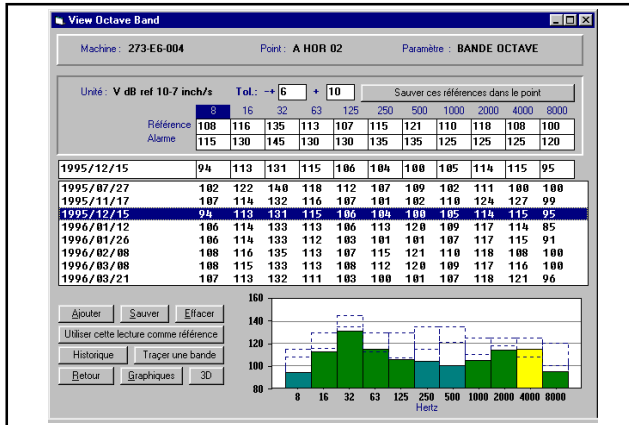 View Octave Band
Machine : 273-E6-004 Point : A HOR 02 Paramètre : BANDE OCTAVE
Unité : V dB ref 10-7 inch/s Tol.: -+ 6 + 10 Sauver ces références dans le point
8 16 32 63 125 250 500 1000 2000 4000 8000
Référence 108 116 135 113 107 115 121 110 118 108 100
Alarme 115 130 145 130 130 135 135 125 125 125 120
1995/12/15 94 113 131 115 106 104 100 105 114 115 95
1995/07/27 102 122 140 118 112 107 109 102 111 100 100
1995/11/17 107 114 132 116 107 101 102 110 124 127 99
1995/12/15 94 113 131 115 106 104 100 105 114 115 95
1996/01/12 106 114 133 113 106 113 120 109 117 114 85
1996/01/26 106 114 133 112 103 101 101 107 117 115 91
1996/02/08 108 116 135 113 107 115 121 110 118 108 100
1996/03/08 108 115 133 113 108 112 120 109 117 116 100
1996/03/21 107 113 132 111 103 100 101 107 118 121 96
Ajouter Sauver Effacer
Utiliser cette lecture comme référence
Historique Traçer une bande
Retour Graphiques 3D
160
140
120
100
80
8 16 32 63 125 250 500 1000 2000 4000 8000
Hertz